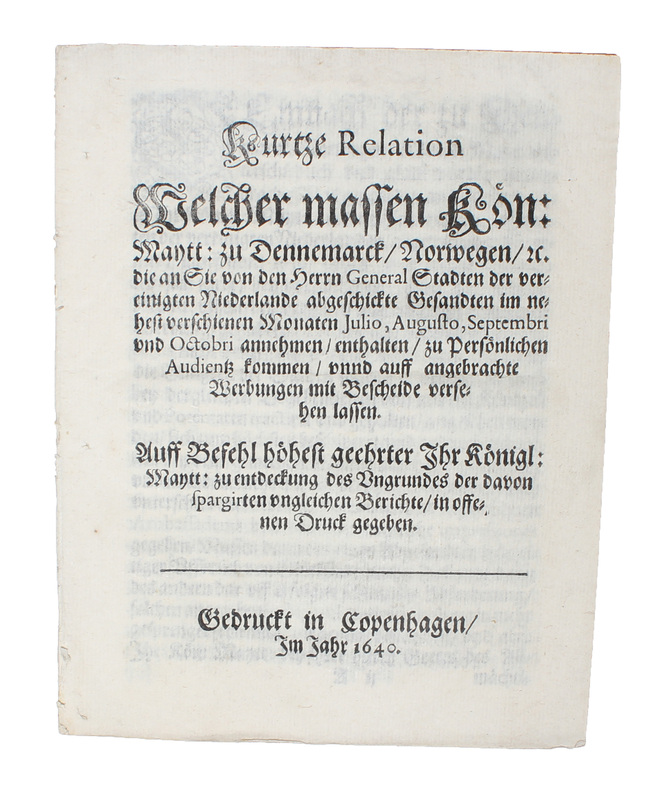 Kurtze Relation
Welcher massen Kön:
Maytt: zu Dennemarck/ Norwegen/ ꝛc.
die an Sie von den Herrn General Stadten der ver-
einigten Niederlande abgeschickte Gesandten im ne-
hest verschienen Monaten Julio, Augusto, Septembri
vnd Octobri annehmen/ enthalten/ zu Persönlichen
Audientz kommen/ vnnd auff angebrachte
Werbungen mit Bescheide verse-
hen lassen.
Auff Befehl höhest geehrter Ihr Königl:
Maytt: zu entdeckung des Vngrundes der davon
spargirten vngleichen Berichte/ in offe-
nen Druck gegeben.
Gedruckt in Copenhagen/
Im Jahr 1640.